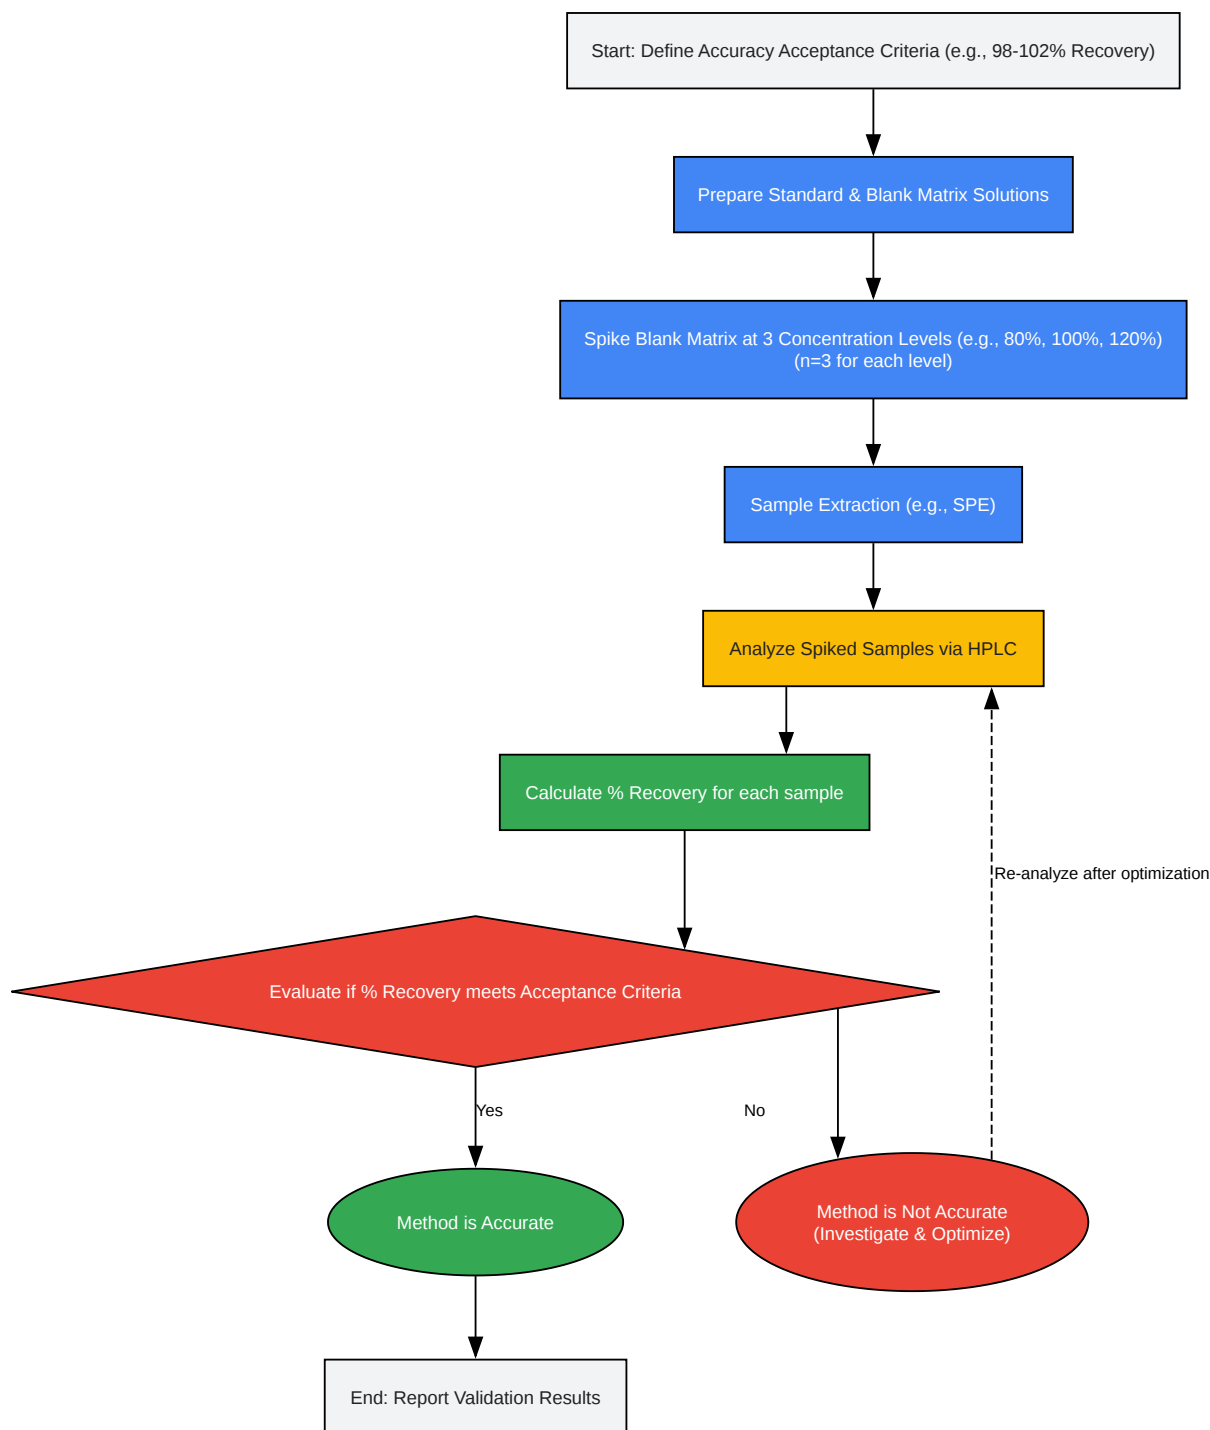 Start: Define Accuracy Acceptance Criteria (e.g., 98-102% Recovery)
Prepare Standard & Blank Matrix Solutions
Spike Blank Matrix at 3 Concentration Levels (e.g., 80%, 100%, 120%)
(n=3 for each level)
Sample Extraction (e.g., SPE)
Analyze Spiked Samples via HPLC
Calculate % Recovery for each sample
Re-analyze after optimization
Evaluate if % Recovery meets Acceptance Criteria
Yes
No
Method is Accurate
Method is Not Accurate
(Investigate & Optimize)
End: Report Validation Results